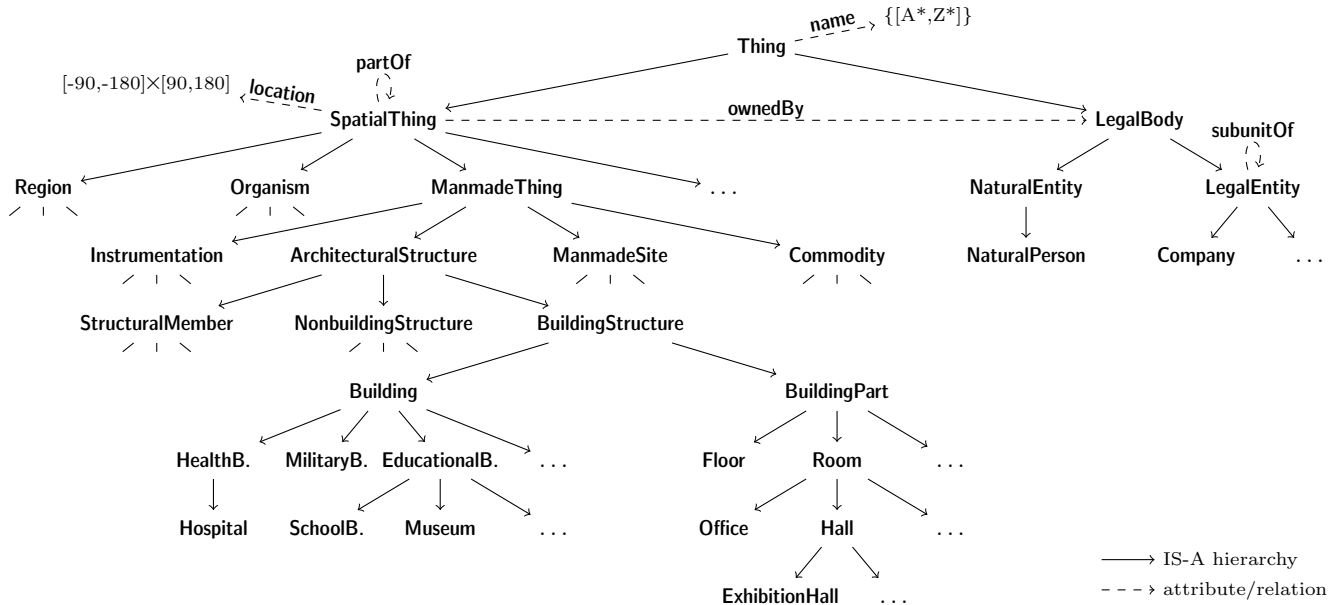 name {[A*,Z*]}
Thing
partOf
[-90,-180]×[90,180] location
SpatialThing ownedBy LegalBody
subunitOf
Region Organism ManmadeThing ... NaturalEntity LegalEntity
Instrumentation ArchitecturalStructure ManmadeSite Commodity NaturalPerson Company ...
StructuralMember NonbuildingStructure BuildingStructure
Building BuildingPart
HealthB. MilitaryB. EducationalB. ... Floor Room ...
Hospital SchoolB. Museum ... Office Hall ...
IS-A hierarchy
ExhibitionHall ... attribute/relation